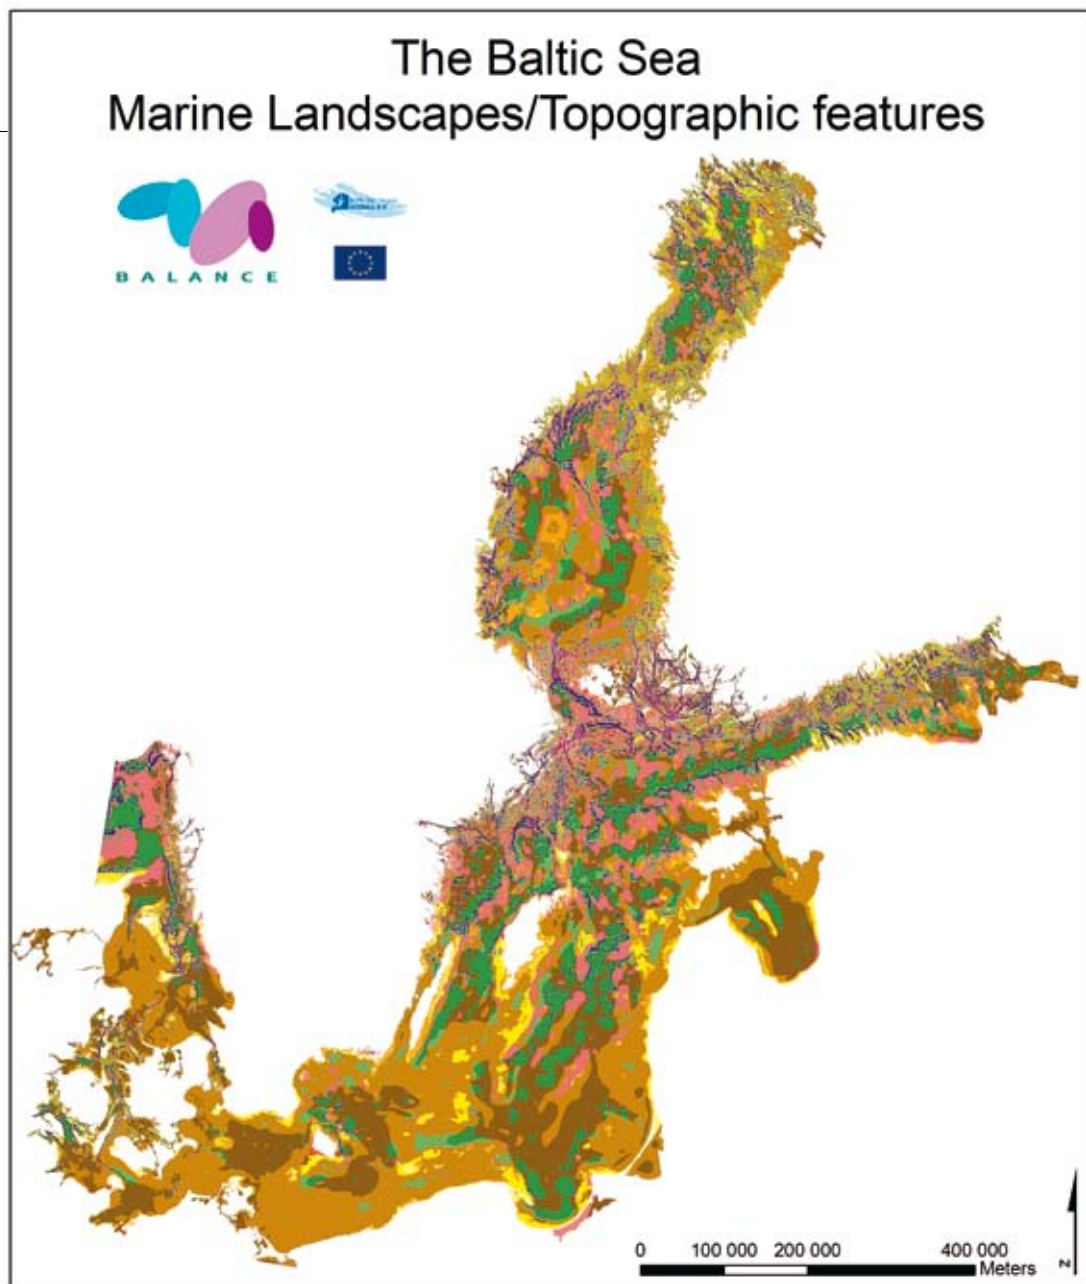 The Baltic Sea
Marine Landscapes/Topographic features
BALANCE
0 100 000 200 000 400 000
Meters
N